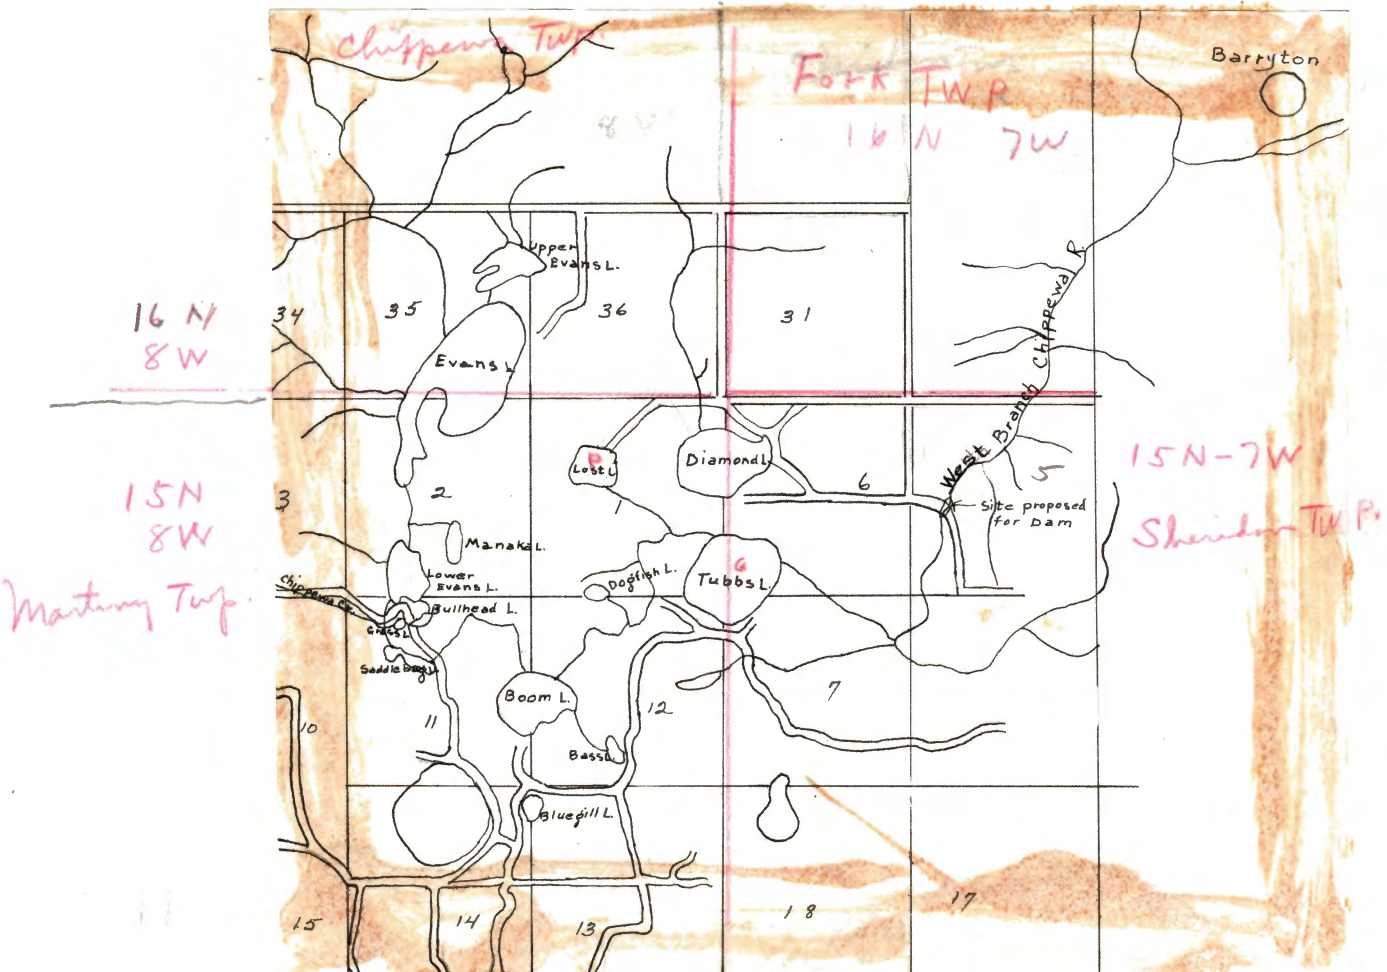 Chippewa Twp.
Barryton
Fork TWP
16 N 7W
8 W
Upper
Evans L.
34
35
36
31
16 N
8 W
Evans L
West Branch Chippewa R.
Lost L
Diamond L.
15N-7W
5
6
2
3
1
15N
8W
Site proposed
for Dam
Sheridan TWP.
Manaka L.
Dogfish L.
G
Tubbs L.
Lower
Evans L.
Chippewa Cr.
Bullhead L.
Martiny Twp.
Grass L
Saddle Bag L
Boom L.
7
12
11
10
Bass L.
Bluegill L.
15
14
13
18
17